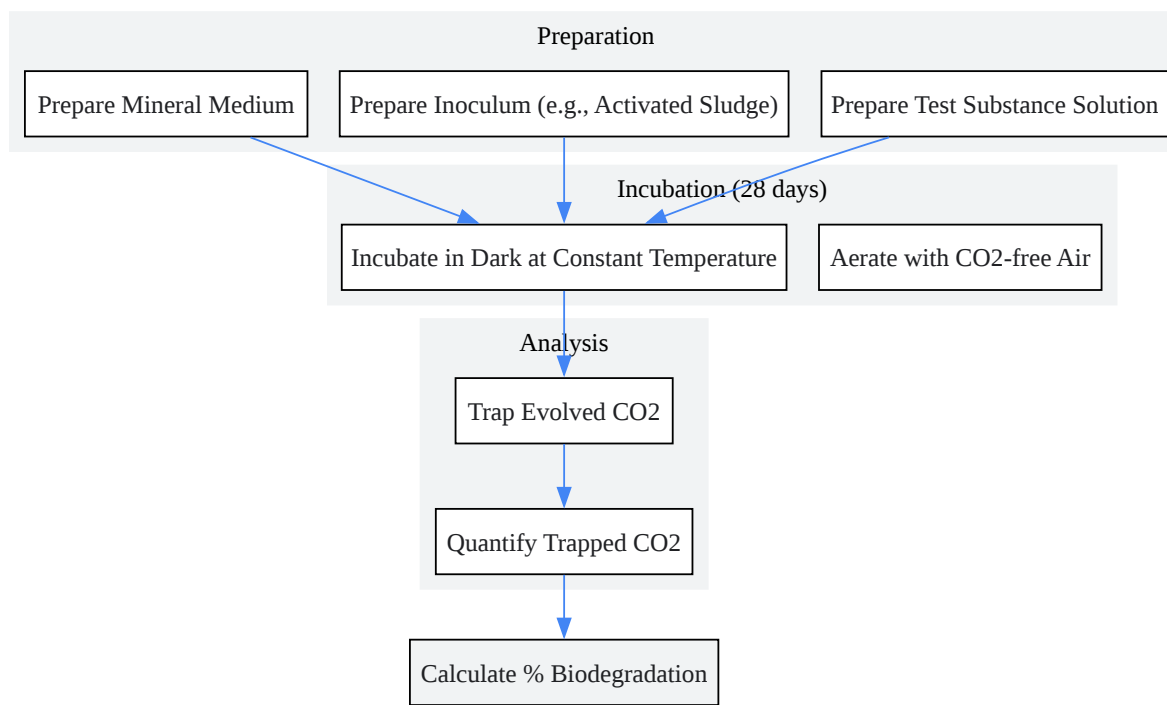 Preparation
Prepare Mineral Medium
Prepare Inoculum (e.g., Activated Sludge)
Prepare Test Substance Solution
Incubation (28 days)
Incubate in Dark at Constant Temperature
Aerate with CO2-free Air
Analysis
Trap Evolved CO2
Quantify Trapped CO2
Calculate % Biodegradation